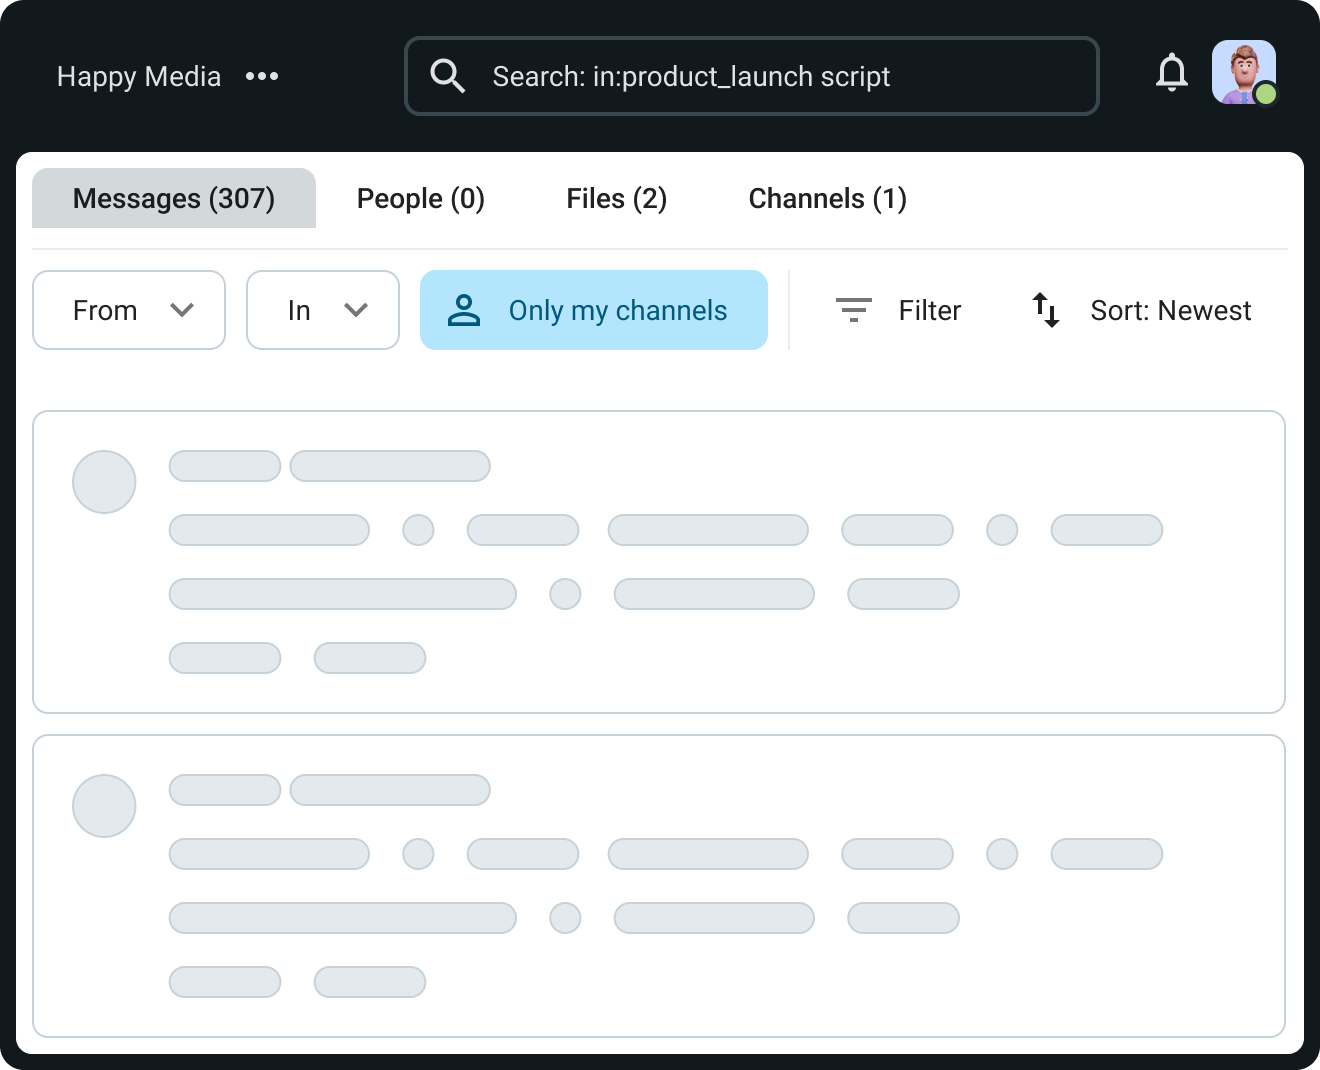 Happy Media
Search: in:product_launch script
Messages (307)
People (0)
Files (2)
Channels (1)
From
In
Only my channels
Filter
Sort: Newest